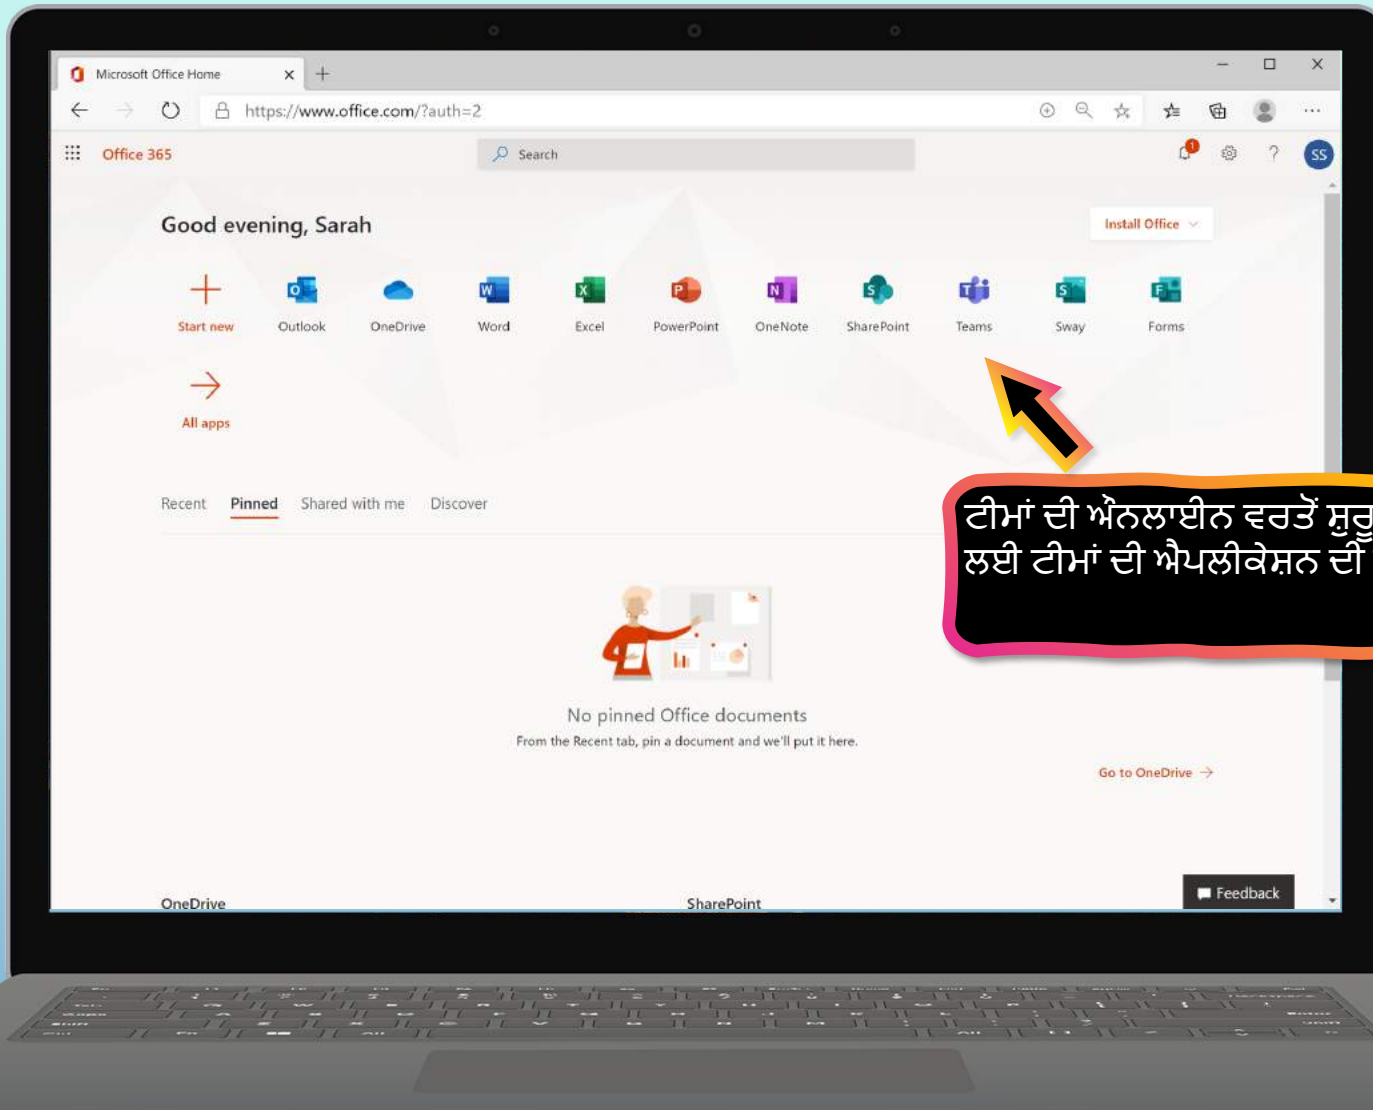 Microsoft Office Home
https://www.office.com/?auth=2
Office 365
Search
1
SS
Good evening, Sarah
Install Office
Start new
Outlook
OneDrive
Word
Excel
PowerPoint
OneNote
SharePoint
Teams
Sway
Forms
All apps
Recent Pinned Shared with me Discover
ਟੀਮਾਂ ਦੀ ਔਨਲਾਈਨ ਵਰਤੋਂ ਸ਼ੁਰੂ
ਲਈ ਟੀਮਾਂ ਦੀ ਐਪਲੀਕੇਸ਼ਨ ਦੀ
No pinned Office documents
From the Recent tab, pin a document and we'll put it here.
Go to OneDrive
Feedback
OneDrive
SharePoint